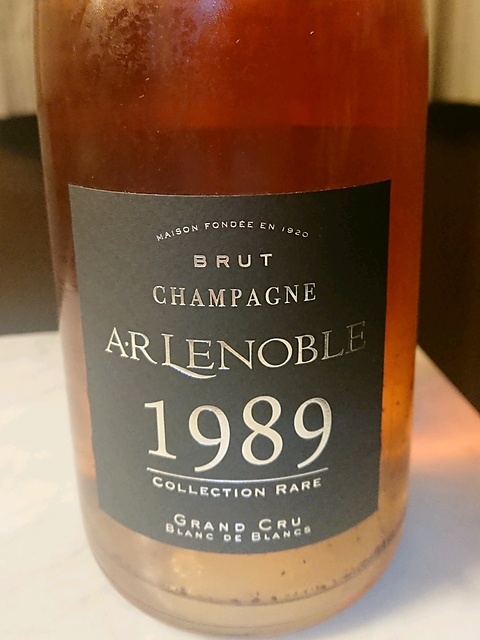 MAISON FONDÉE EN 1920
BRUT
CHAMPAGNE
A·R LENOBLE
1989
COLLECTION RARE
GRAND CRU
BLANC DE BLANCS